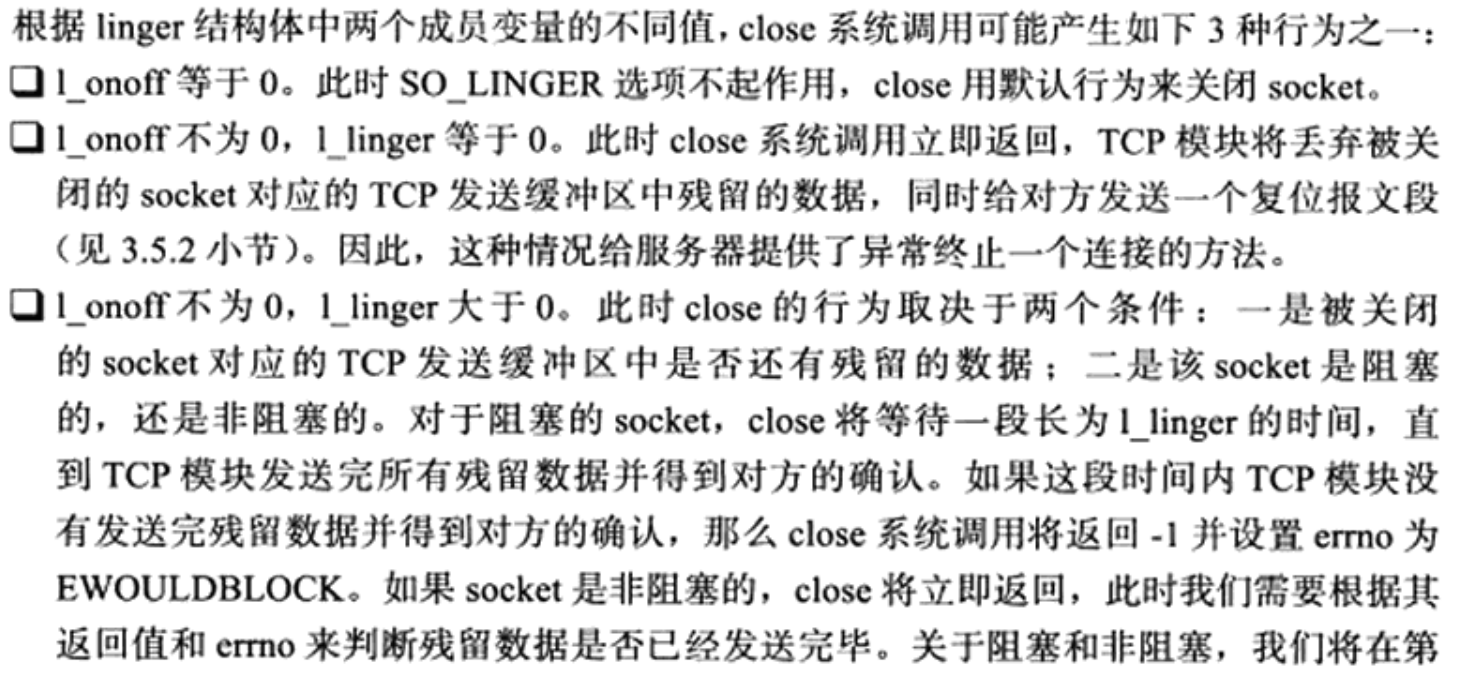 根据 linger 结构体中两个成员变量的不同值，close 系统调用可能产生如下 3 种行为之一：
❑ l_onoff 等于 0。此时 SO_LINGER 选项不起作用，close 用默认行为来关闭 socket。
❑ l_onoff 不为 0，l_linger 等于 0。此时 close 系统调用立即返回，TCP 模块将丢弃被关
闭的 socket 对应的 TCP 发送缓冲区中残留的数据，同时给对方发送一个复位报文段
（见 3.5.2 小节）。因此，这种情况给服务器提供了异常终止一个连接的方法。
❑ l_onoff 不为 0，l_linger 大于 0。此时 close 的行为取决于两个条件：一是被关闭
的 socket 对应的 TCP 发送缓冲区中是否还有残留的数据；二是该 socket 是阻塞
的，还是非阻塞的。对于阻塞的 socket，close 将等待一段长为 l_linger 的时间，直
到 TCP 模块发送完所有残留数据并得到对方的确认。如果这段时间内 TCP 模块没
有发送完残留数据并得到对方的确认，那么 close 系统调用将返回 -1 并设置 errno 为
EWOULDBLOCK。如果 socket 是非阻塞的，close 将立即返回，此时我们需要根据其
返回值和 errno 来判断残留数据是否已经发送完毕。关于阻塞和非阻塞，我们将在第